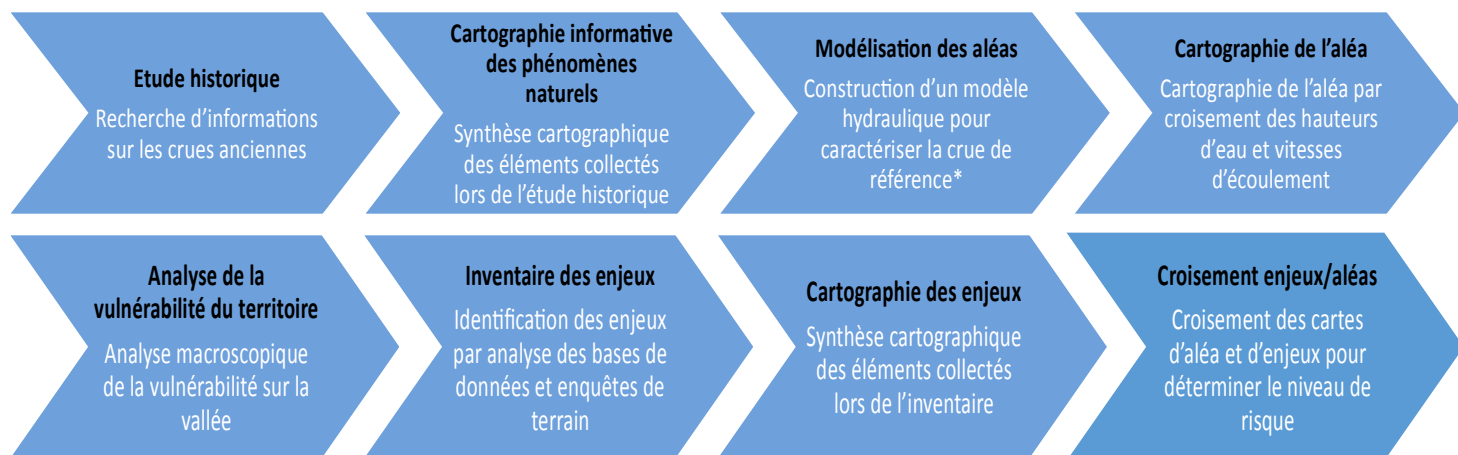 Etude historique
Recherche d'informations
sur les crues anciennes
Cartographie informative
des phénomènes
naturels
Synthèse cartographique
des éléments collectés
lors de l'étude historique
Modélisation des aléas
Construction d'un modèle
hydraulique pour
caractériser la crue de
référence*
Cartographie de l'aléa
Cartographie de l'aléa par
croisement des hauteurs
d'eau et vitesses
d'écoulement
Analyse de la
vulnérabilité du territoire
Analyse macroscopique
de la vulnérabilité sur la
vallée
Inventaire des enjeux
Identification des enjeux
par analyse des bases de
données et enquêtes de
terrain
Cartographie des enjeux
Synthèse cartographique
des éléments collectés
lors de l'inventaire
Croisement enjeux/aléas
Croisement des cartes
d'aléa et d'enjeux pour
déterminer le niveau de
risque